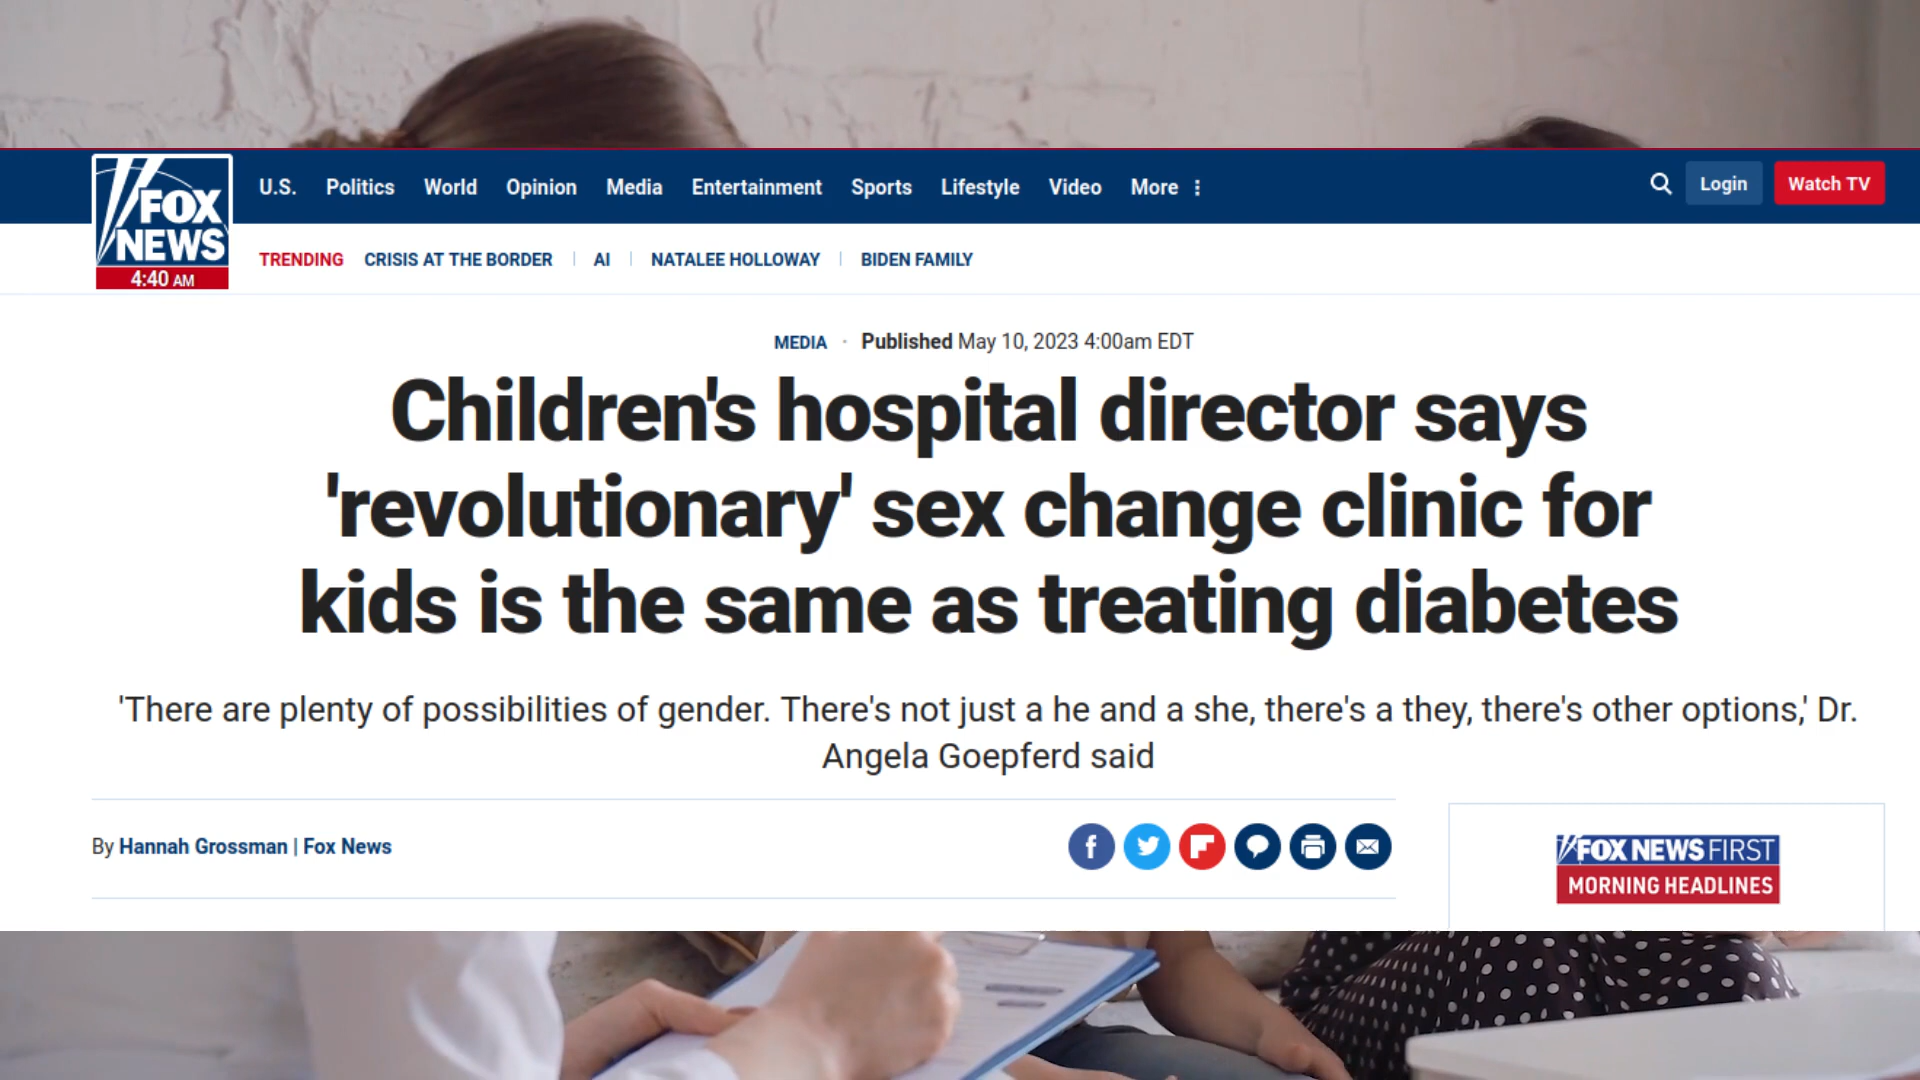 U.S. Politics World Opinion Media Entertainment Sports Lifestyle Video More
Login
Watch TV
FOX
NEWS
4:40 AM
TRENDING CRISIS AT THE BORDER AI NATALEE HOLLOWAY BIDEN FAMILY
MEDIA · Published May 10, 2023 4:00am EDT
Children's hospital director says
'revolutionary' sex change clinic for
kids is the same as treating diabetes
'There are plenty of possibilities of gender. There's not just a he and a she, there's a they, there's other options,' Dr.
Angela Goepferd said
By Hannah Grossman | Fox News
FOX NEWS FIRST
MORNING HEADLINES